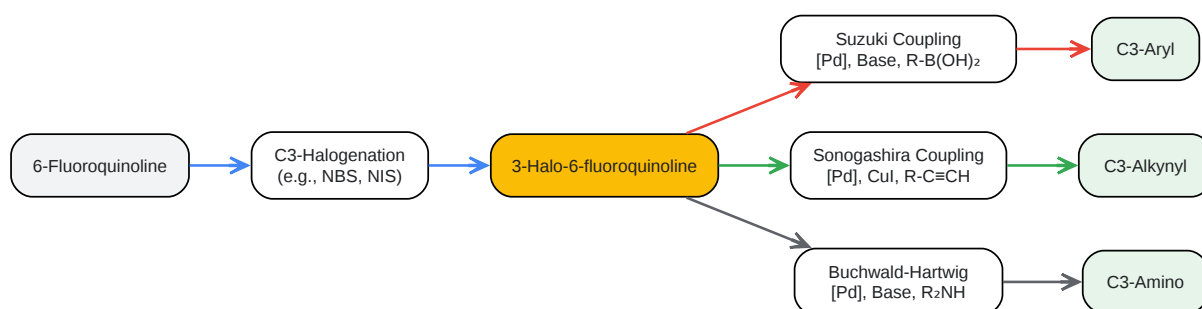 6-Fluoroquinoline
C3-Halogenation
(e.g., NBS, NIS)
3-Halo-6-fluoroquinoline
Suzuki Coupling
[Pd], Base, R-B(OH)₂
C3-Aryl
Sonogashira Coupling
[Pd], CuI, R-C≡CH
C3-Alkynyl
Buchwald-Hartwig
[Pd], Base, R₂NH
C3-Amino